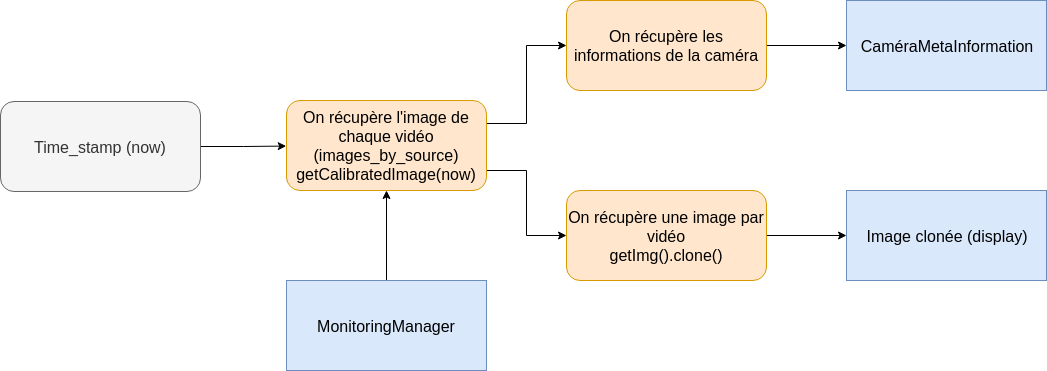 On récupère les
informations de la caméra
CaméraMetaInformation
Time_stamp (now)
On récupère l'image de
chaque vidéo
(images_by_source)
getCalibratedImage(now)
On récupère une image par
vidéo
getImg().clone()
Image clonée (display)
MonitoringManager